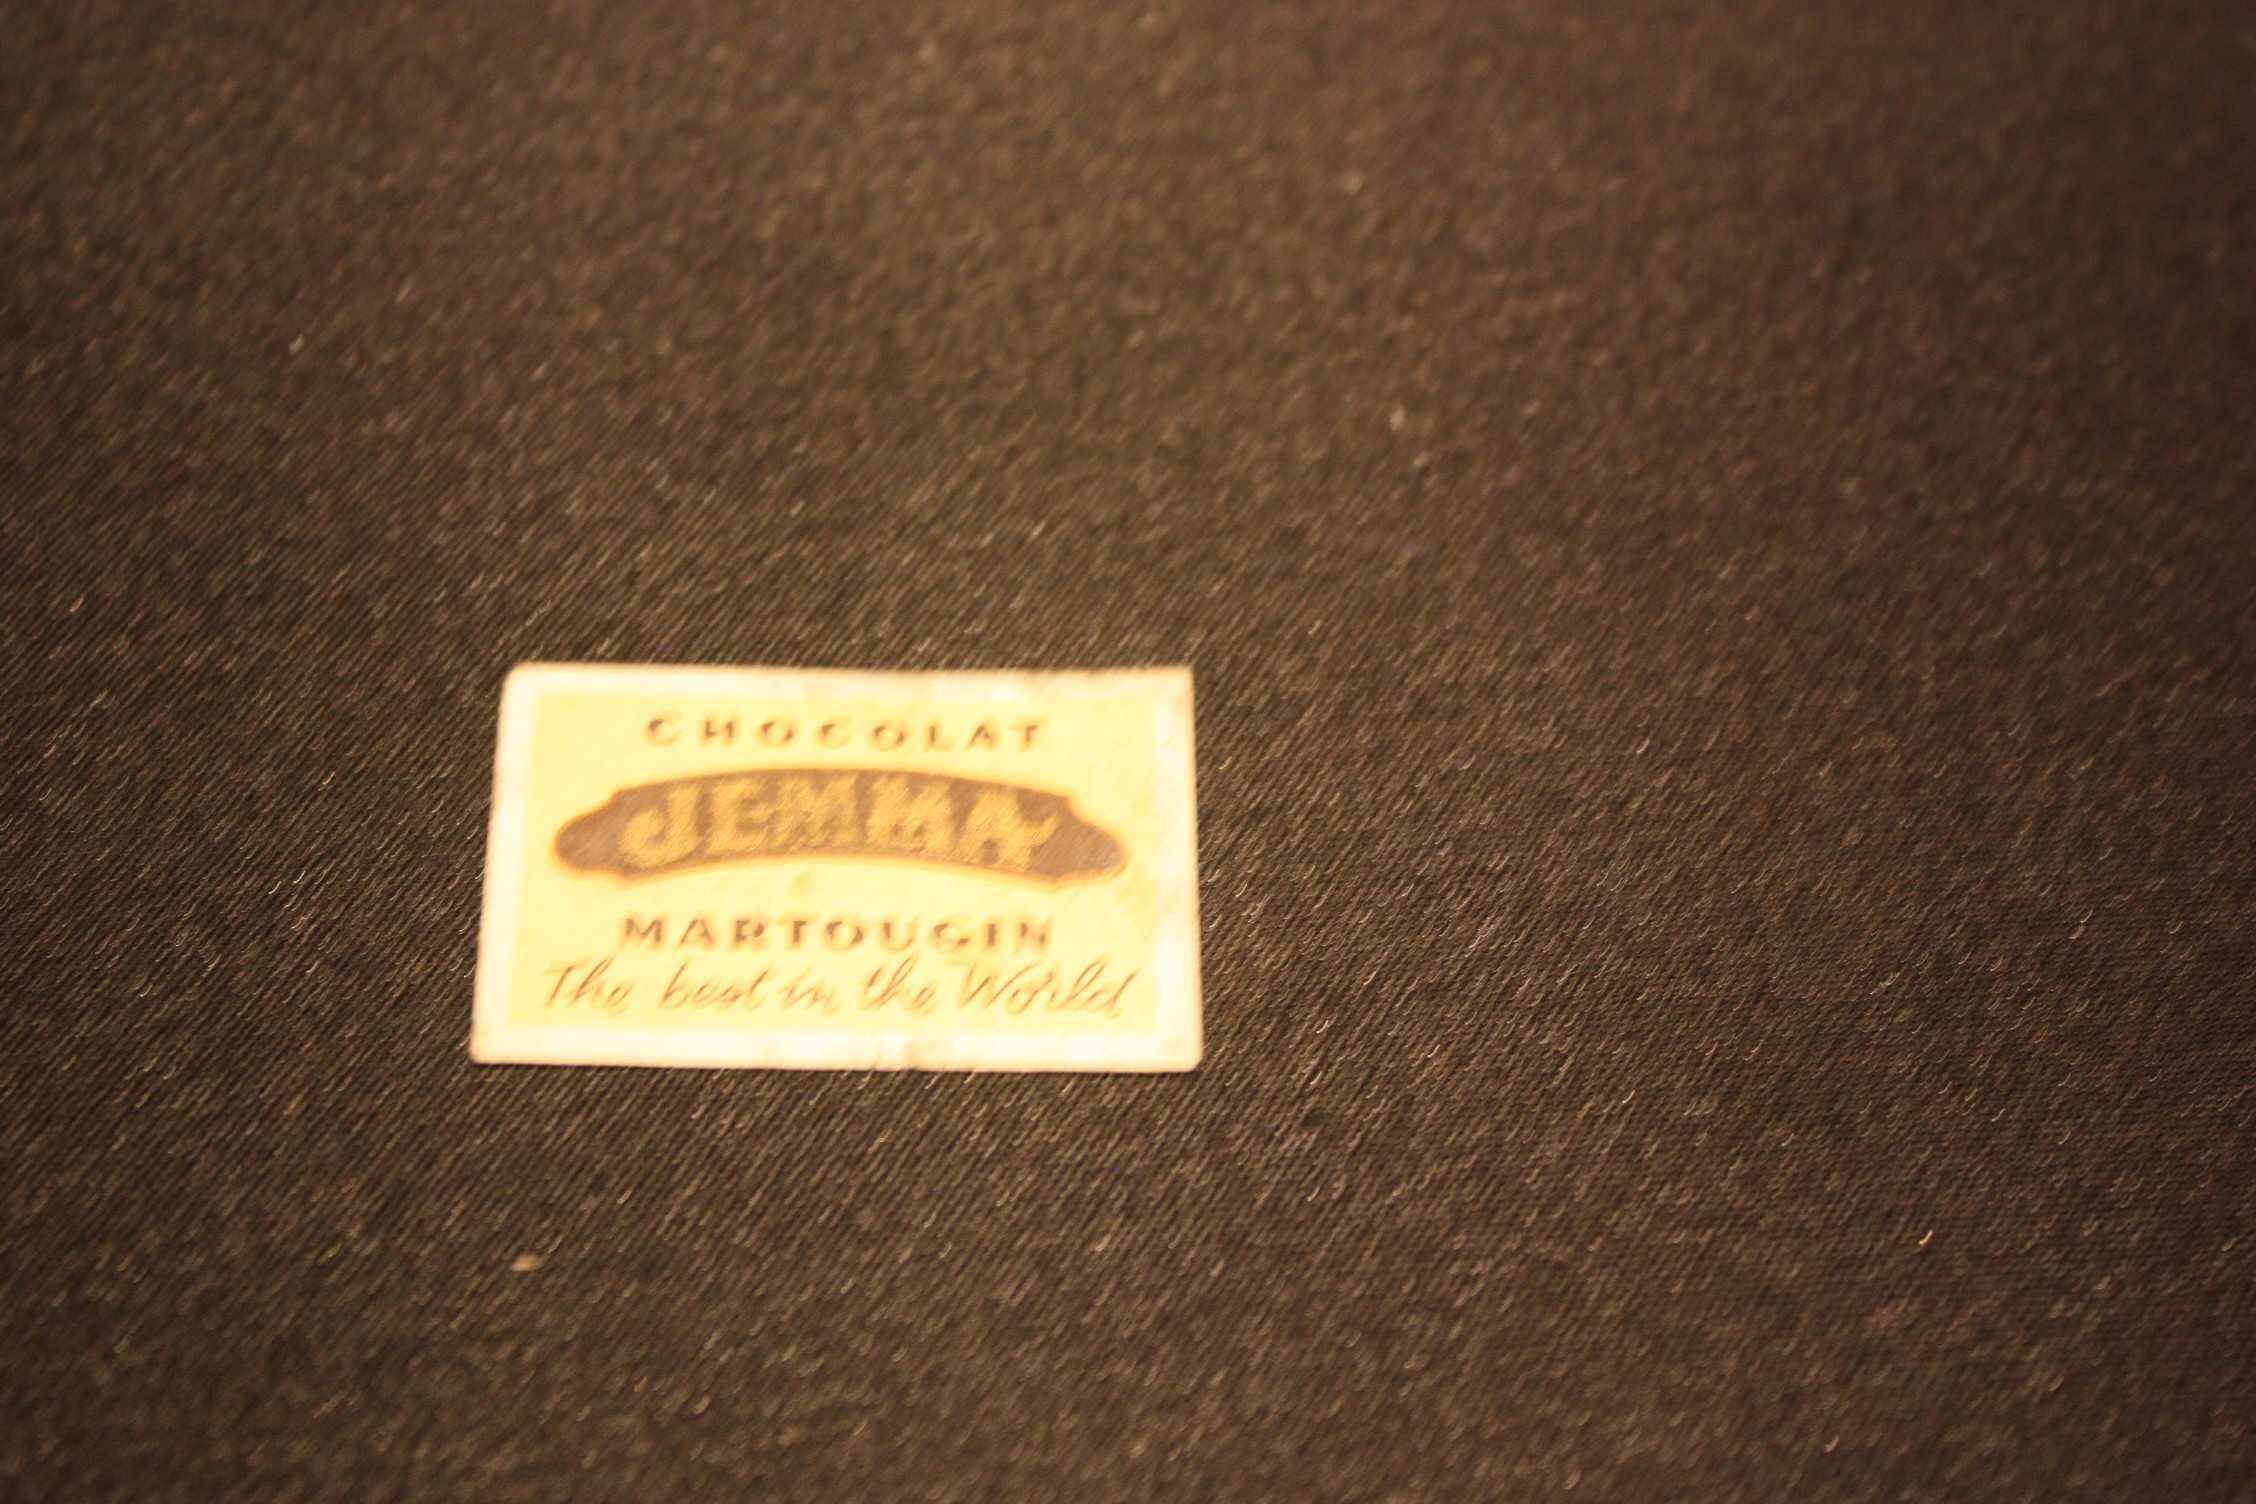 CHOCOLAT
JEMMA
MARTOUGIN
The best in the World